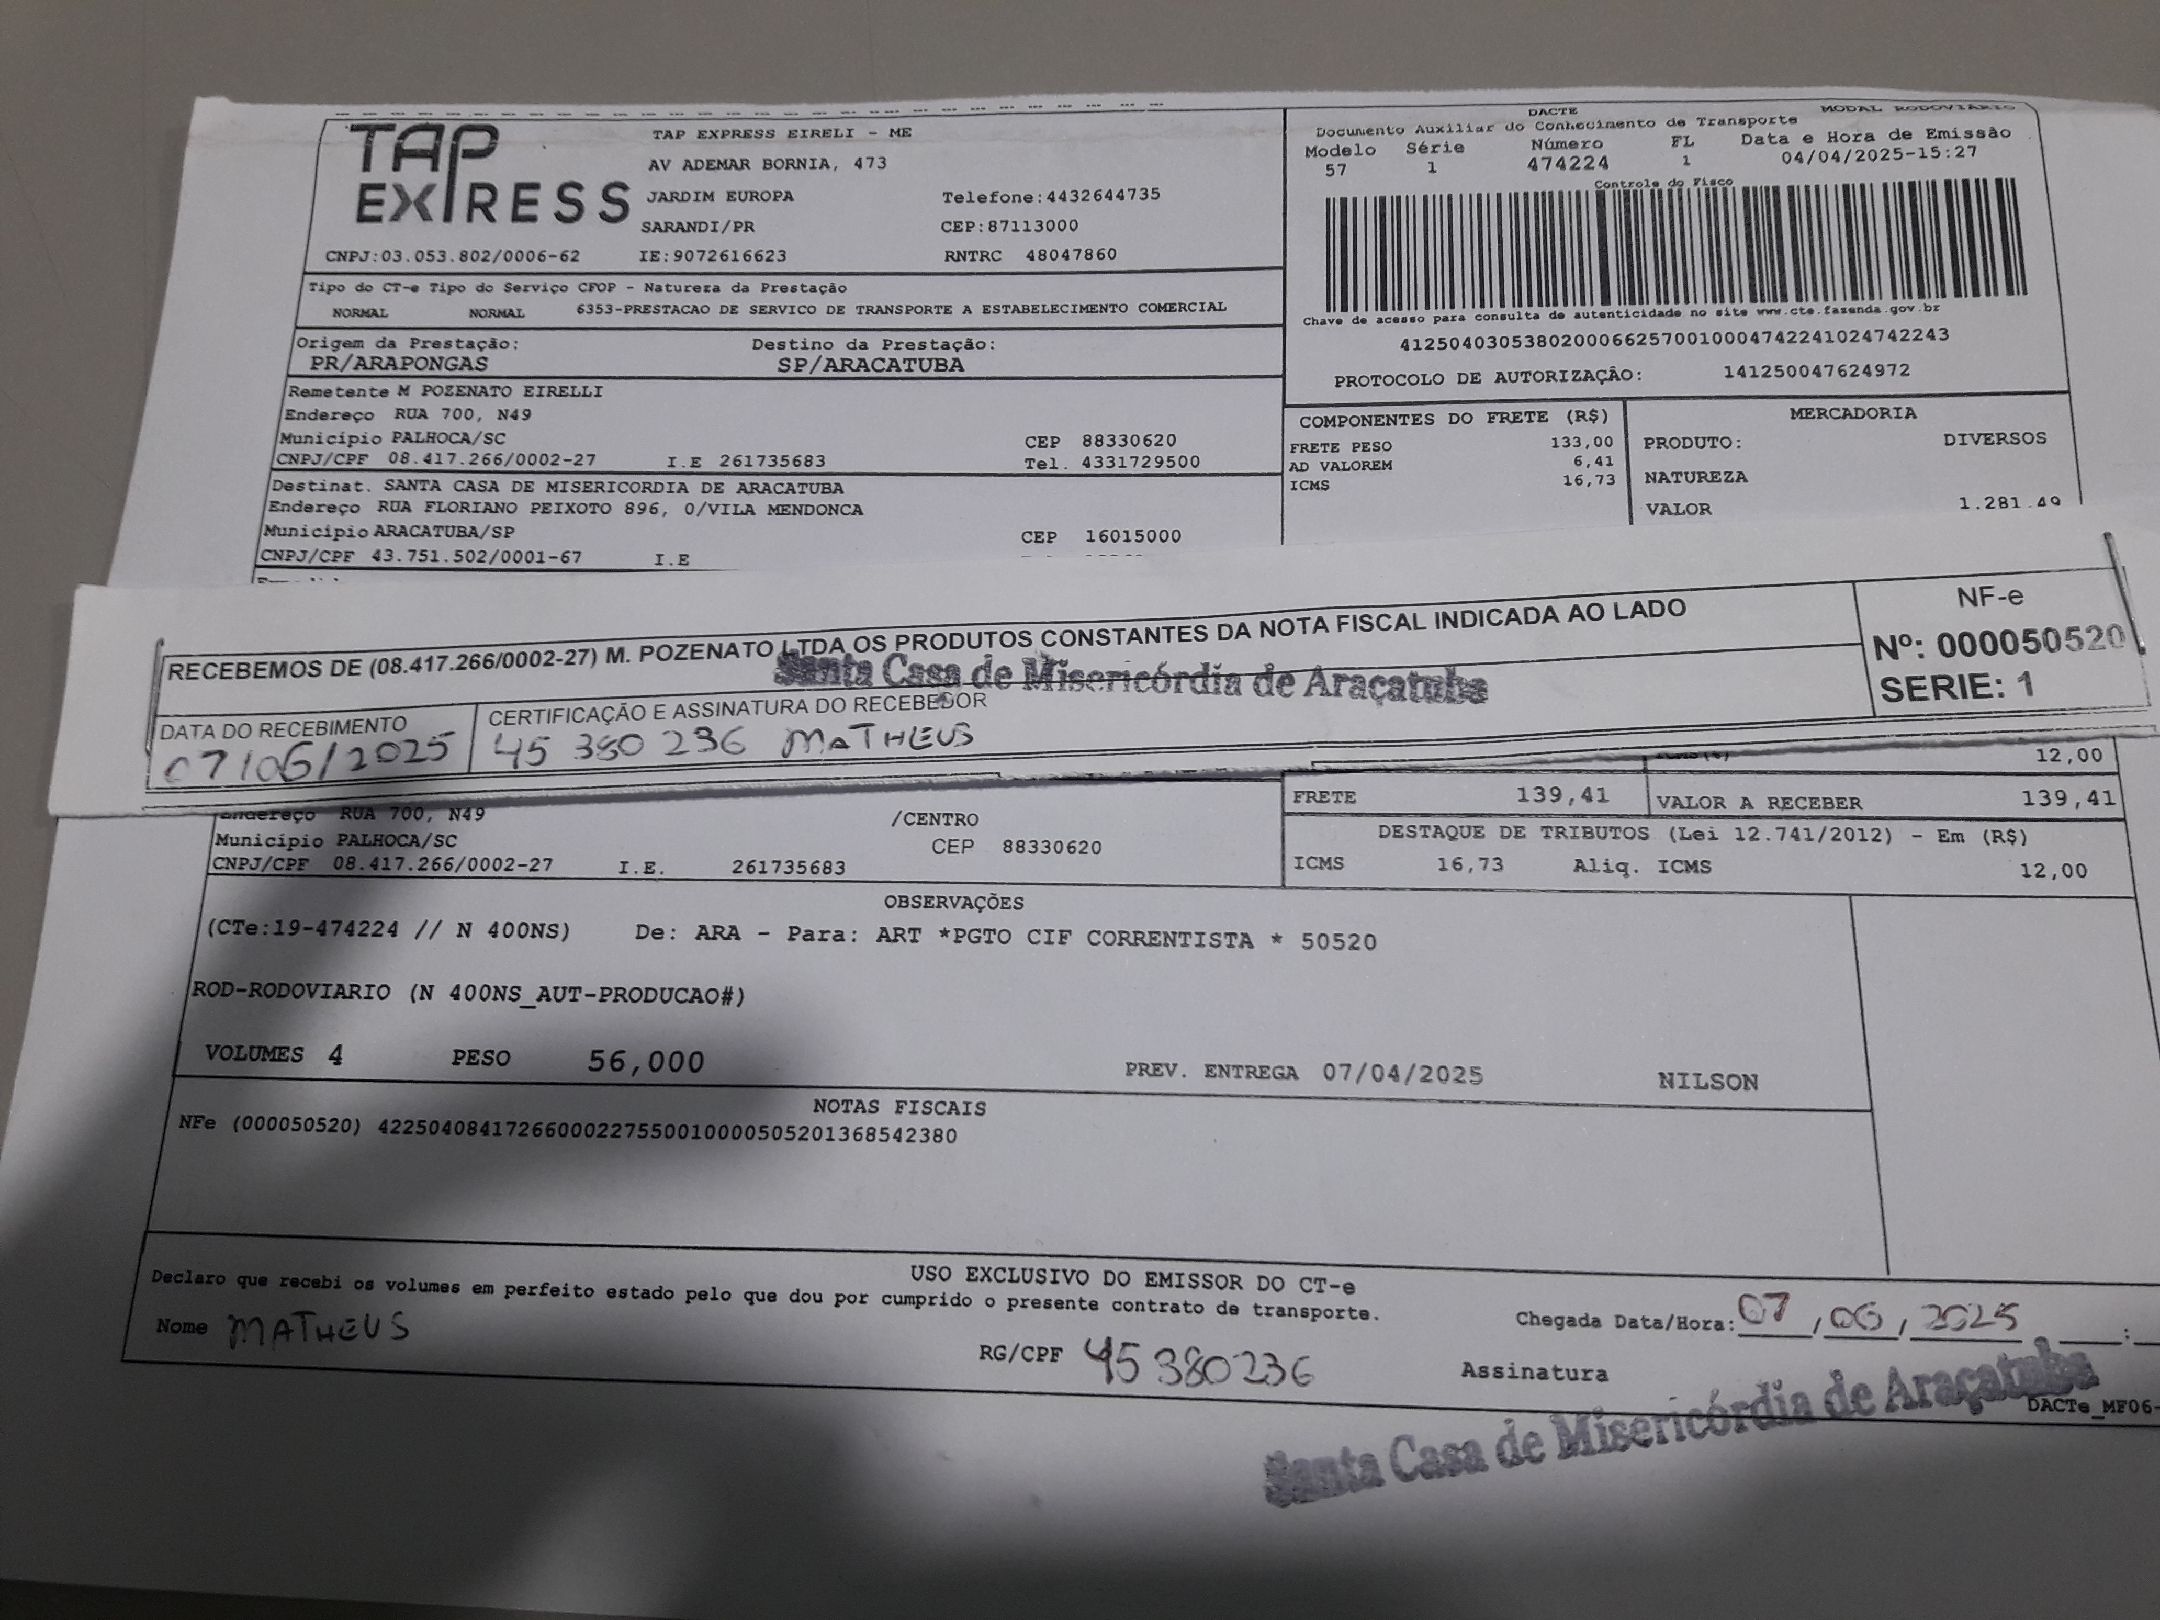 TAP EXPRESS
TAP EXPRESS EIRELI - ME
AV ADEMAR BORNIA, 473
JARDIM EUROPA Telefone:4432644735
SARANDI/PR CEP:87113000
CNPJ:03.053.802/0006-62 IE:9072616623 RNTRC 48047860
DACTE MODAL RODOVIARIO
Documento Auxiliar do Conhecimento de Transporte
Modelo Série Número FL Data e Hora de Emissão
57 1 474224 1 04/04/2025-15:27
Controle do Fisco
Chave de acesso para consulta de autenticidade no site www.cte.fazenda.gov.br
41250403053802000662570010004742241024742243
PROTOCOLO DE AUTORIZAÇÃO: 141250047624972
Tipo do CT-e Tipo do Serviço CFOP - Natureza da Prestação
NORMAL NORMAL 6353-PRESTACAO DE SERVICO DE TRANSPORTE A ESTABELECIMENTO COMERCIAL
Origem da Prestação: Destino da Prestação:
PR/ARAPONGAS SP/ARACATUBA
Remetente M POZENATO EIRELLI
Endereço RUA 700, N49
Município PALHOCA/SC CEP 88330620
CNPJ/CPF 08.417.266/0002-27 I.E 261735683 Tel. 4331729500
Destinat. SANTA CASA DE MISERICORDIA DE ARACATUBA
Endereço RUA FLORIANO PEIXOTO 896, 0/VILA MENDONCA
Município ARACATUBA/SP CEP 16015000
CNPJ/CPF 43.751.502/0001-67 I.E
COMPONENTES DO FRETE (R$)
FRETE PESO 133,00
AD VALOREM 6,41
ICMS 16,73
MERCADORIA
PRODUTO: DIVERSOS
NATUREZA
VALOR 1.281.49
RECEBEMOS DE (08.417.266/0002-27) M. POZENATO LTDA OS PRODUTOS CONSTANTES DA NOTA FISCAL INDICADA AO LADO
Santa Casa de Misericórdia de Araçatuba
DATA DO RECEBIMENTO CERTIFICAÇÃO E ASSINATURA DO RECEBEDOR
07/06/2025 45 380 236 MATHEUS
NF-e
Nº: 000050520
SERIE: 1
12,00
FRETE 139,41 VALOR A RECEBER 139,41
Endereço RUA 700, N49 /CENTRO
Município PALHOCA/SC CEP 88330620
CNPJ/CPF 08.417.266/0002-27 I.E. 261735683
DESTAQUE DE TRIBUTOS (Lei 12.741/2012) - Em (R$)
ICMS 16,73 Aliq. ICMS 12,00
OBSERVAÇÕES
(CTe:19-474224 // N 400NS) De: ARA - Para: ART *PGTO CIF CORRENTISTA * 50520
ROD-RODOVIARIO (N 400NS_AUT-PRODUCAO#)
VOLUMES 4 PESO 56,000 PREV. ENTREGA 07/04/2025 NILSON
NOTAS FISCAIS
NFe (000050520) 42250408417266000227550010000505201368542380
USO EXCLUSIVO DO EMISSOR DO CT-e
Declaro que recebi os volumes em perfeito estado pelo que dou por cumprido o presente contrato de transporte.
Nome MATHEUS RG/CPF 45 380236
Chegada Data/Hora: 07 / 06 / 2025 :
Assinatura
Santa Casa de Misericórdia de Araçatuba
DACTe_MF06-